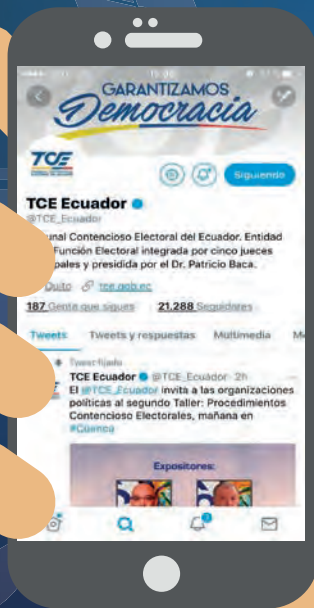 GARANTIZAMOS
Democracia
TCE
Siguiendo
TCE Ecuador
@TCE_Ecuador
unal Contencioso Electoral del Ecuador. Entidad
Función Electoral integrada por cinco jueces
ipales y presidida por el Dr. Patricio Baca.
Quito tce.gob.ec
187 Gente que sigues 21.288 Seguidores
Tweets Tweets y respuestas Multimedia M
Tweet fijado
TCE Ecuador @TCE_Ecuador · 2h
El @TCE_Ecuador invita a las organizaciones
políticas al segundo Taller: Procedimientos
Contencioso Electorales, mañana en
#Cuenca
Expositores: